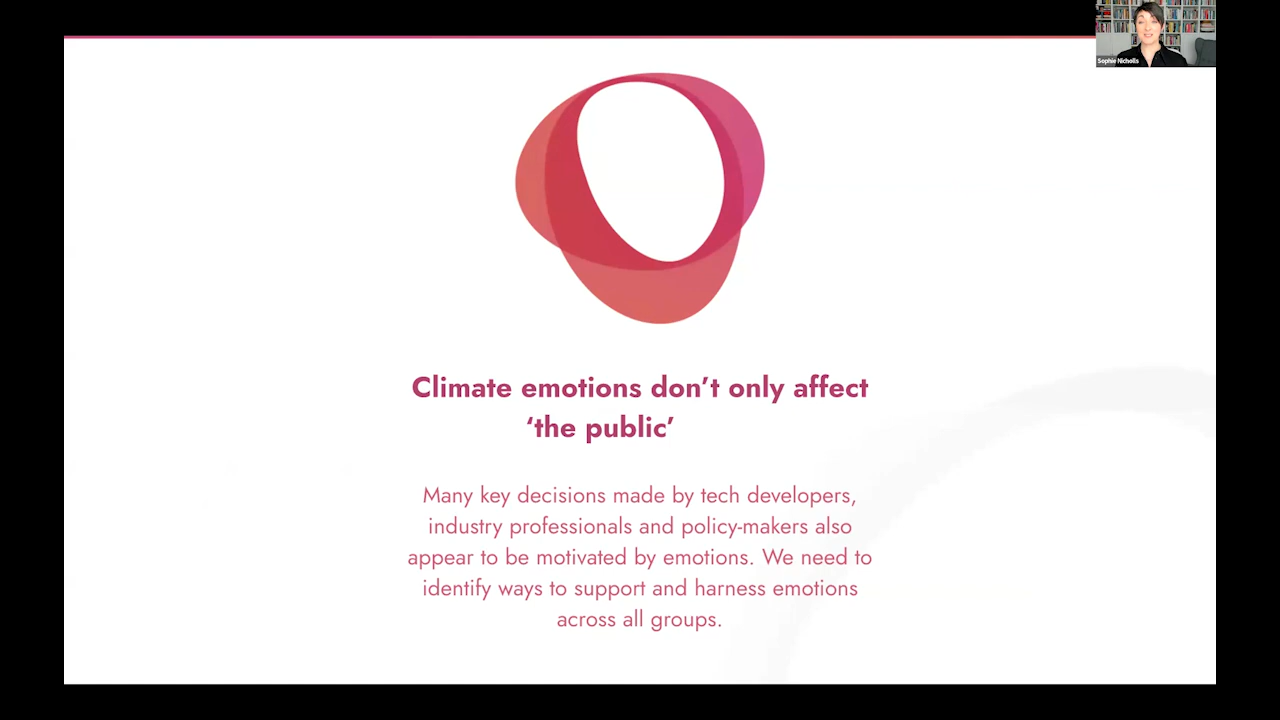 Sophie Nicholls
Climate emotions don't only affect
‘the public’
Many key decisions made by tech developers,
industry professionals and policy-makers also
appear to be motivated by emotions. We need to
identify ways to support and harness emotions
across all groups.